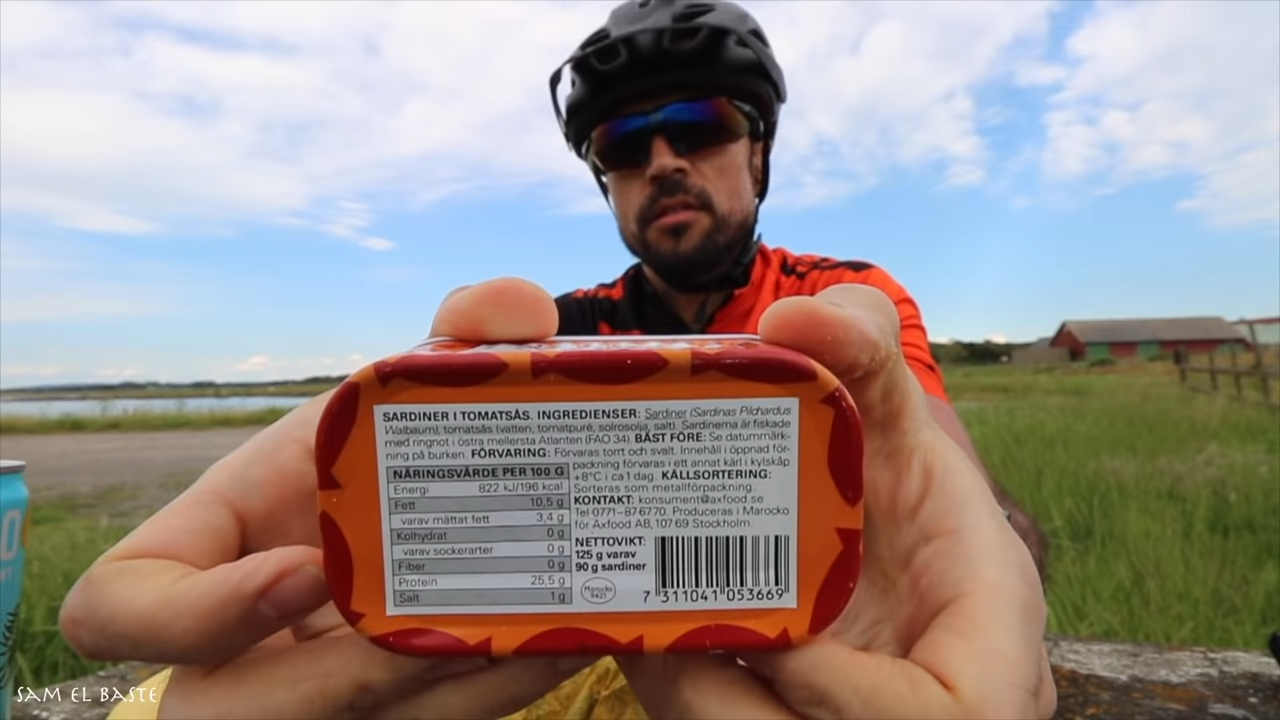 SARDINER I TOMATSÅS. INGREDIENSER: Sardiner (Sardinas Pilchardus
Walbaum), tomatsås (vatten, tomatpuré, solrosolja, salt). Sardinerna är fiskade
med ringnot i östra mellersta Atlanten (FAO 34). BÄST FÖRE: Se datummärk-
ning på burken. FÖRVARING: Förvaras torrt och svalt. Innehåll i öppnad för-
packning förvaras i ett annat kärl i kylskåp
+8°C i ca 1 dag. KÄLLSORTERING:
Sorteras som metallförpackning.
KONTAKT: konsument@axfood.se
Tel 0771-876770. Produceras i Marocko
för Axfood AB, 107 69 Stockholm.
NÄRINGSVÄRDE PER 100 G
Energi 822 kJ/196 kcal
Fett 10,5 g
varav mättat fett 3,4 g
Kolhydrat 0 g
varav sockerarter 0 g
Fiber 0 g
Protein 25,5 g
Salt 1 g
NETTOVIKT:
125 g varav
90 g sardiner
Marocko
7 311041 053669
SAM EL BASTE